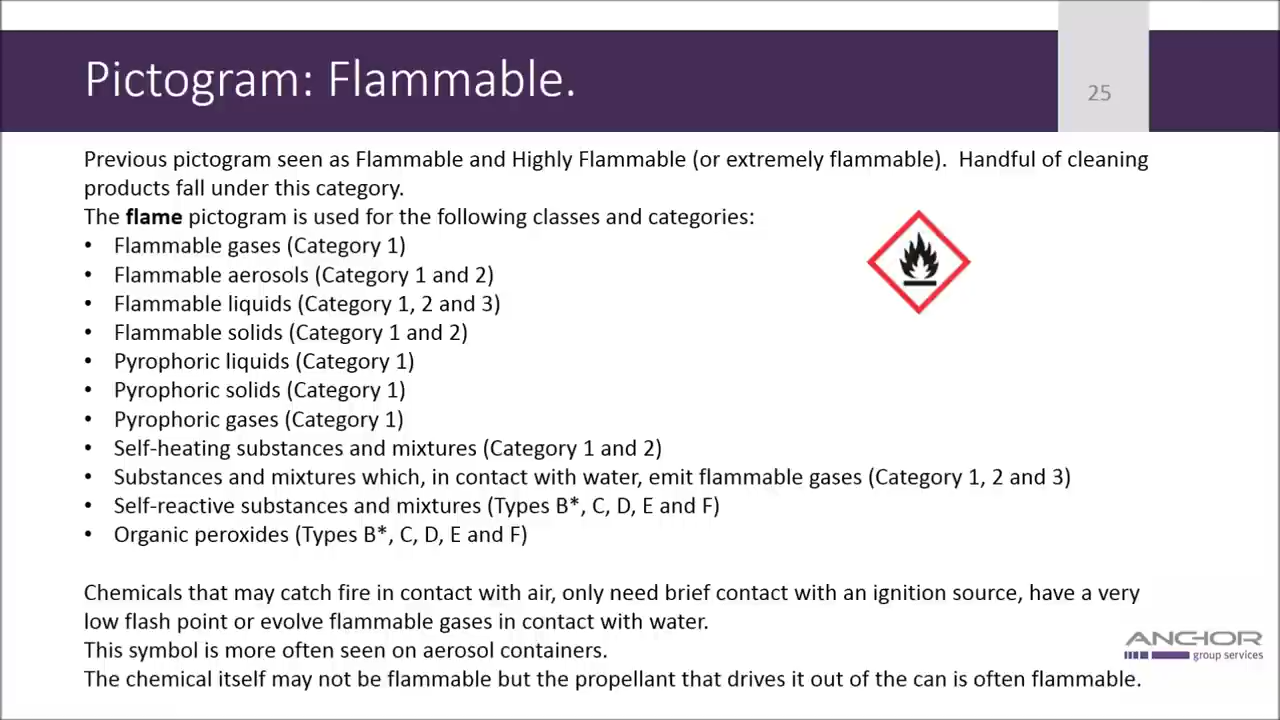 Pictogram: Flammable.
25
Previous pictogram seen as Flammable and Highly Flammable (or extremely flammable).  Handful of cleaning
products fall under this category.
The flame pictogram is used for the following classes and categories:
• Flammable gases (Category 1)
• Flammable aerosols (Category 1 and 2)
• Flammable liquids (Category 1, 2 and 3)
• Flammable solids (Category 1 and 2)
• Pyrophoric liquids (Category 1)
• Pyrophoric solids (Category 1)
• Pyrophoric gases (Category 1)
• Self-heating substances and mixtures (Category 1 and 2)
• Substances and mixtures which, in contact with water, emit flammable gases (Category 1, 2 and 3)
• Self-reactive substances and mixtures (Types B*, C, D, E and F)
• Organic peroxides (Types B*, C, D, E and F)
Chemicals that may catch fire in contact with air, only need brief contact with an ignition source, have a very
low flash point or evolve flammable gases in contact with water.
This symbol is more often seen on aerosol containers.
The chemical itself may not be flammable but the propellant that drives it out of the can is often flammable.
ANCHOR
group services